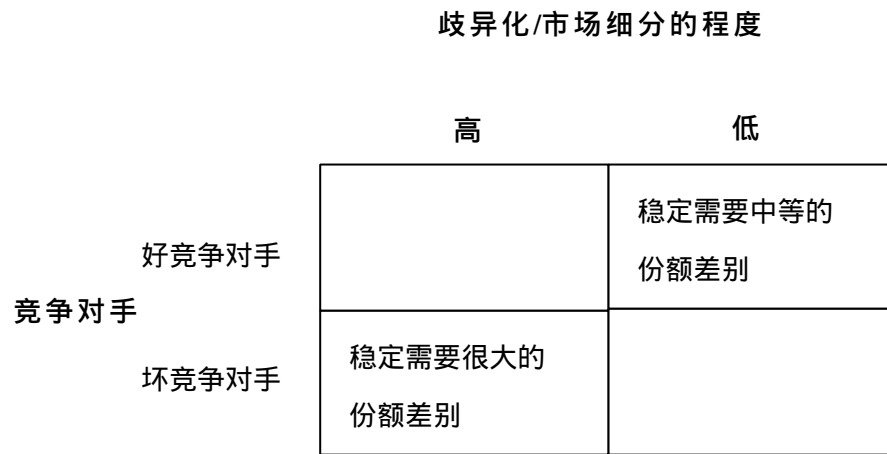 歧异化/市场细分的程度
高 低
稳定需要中等的
好竞争对手
份额差别
竞争对手
稳定需要很大的
坏竞争对手
份额差别